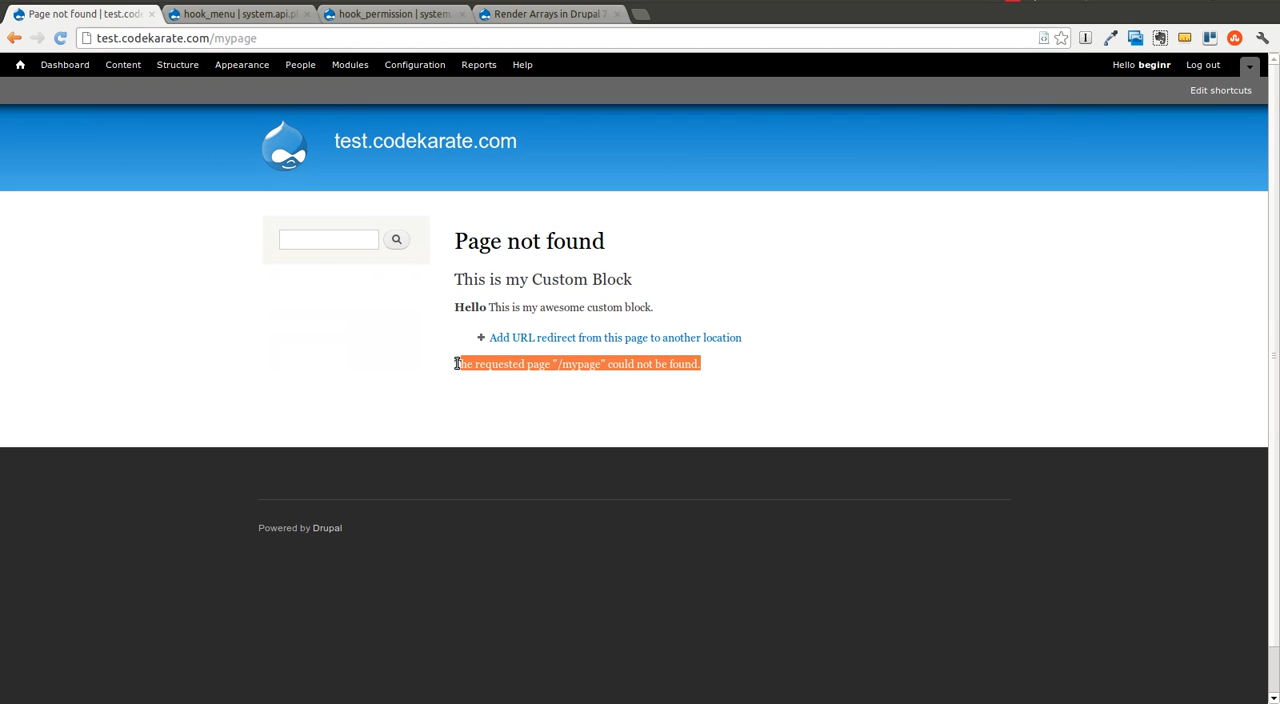 Page not found | test.cod
hook_menu | system.api.p
hook_permission | system
Render Arrays in Drupal 7
test.codekarate.com/mypage
Dashboard Content Structure Appearance People Modules Configuration Reports Help Hello beginr Log out
Edit shortcuts
test.codekarate.com
Page not found
This is my Custom Block
Hello This is my awesome custom block.
Add URL redirect from this page to another location
The requested page "/mypage" could not be found.
Powered by Drupal